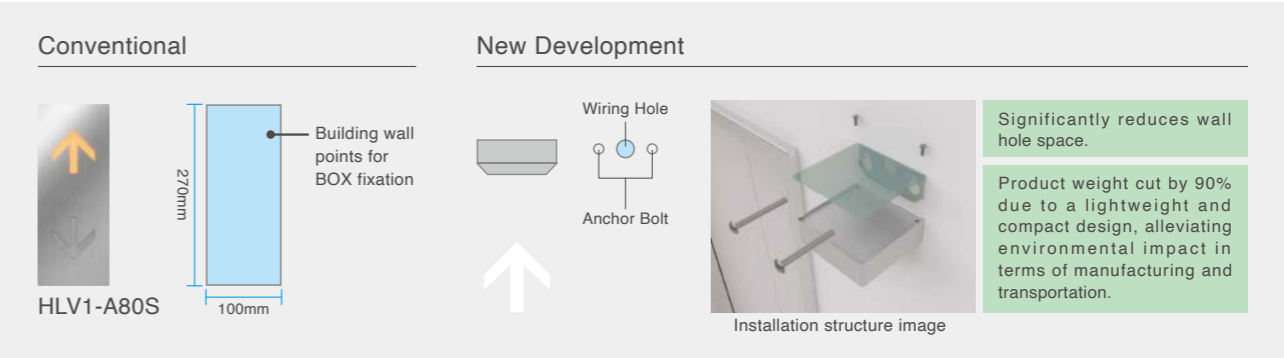 Conventional
New Development
270mm
100mm
Building wall
points for
BOX fixation
HLV1-A80S
Wiring Hole
Anchor Bolt
Installation structure image
Significantly reduces wall
hole space.
Product weight cut by 90%
due to a lightweight and
compact design, alleviating
environmental impact in
terms of manufacturing and
transportation.